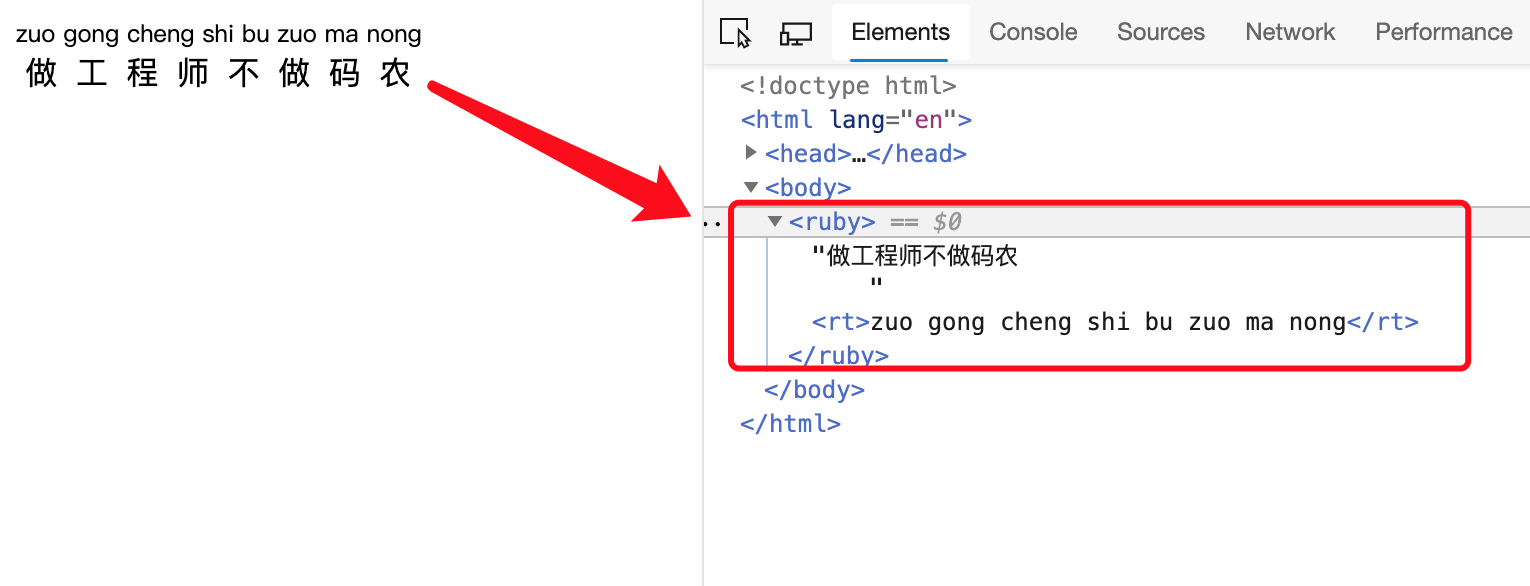 zuo gong cheng shi bu zuo ma nong
做工程师不做码农
Elements Console Sources Network Performance
<!doctype html>
<html lang="en">
<head>…</head>
<body>
<ruby> == $0
"做工程师不做码农
"
<rt>zuo gong cheng shi bu zuo ma nong</rt>
</ruby>
</body>
</html>